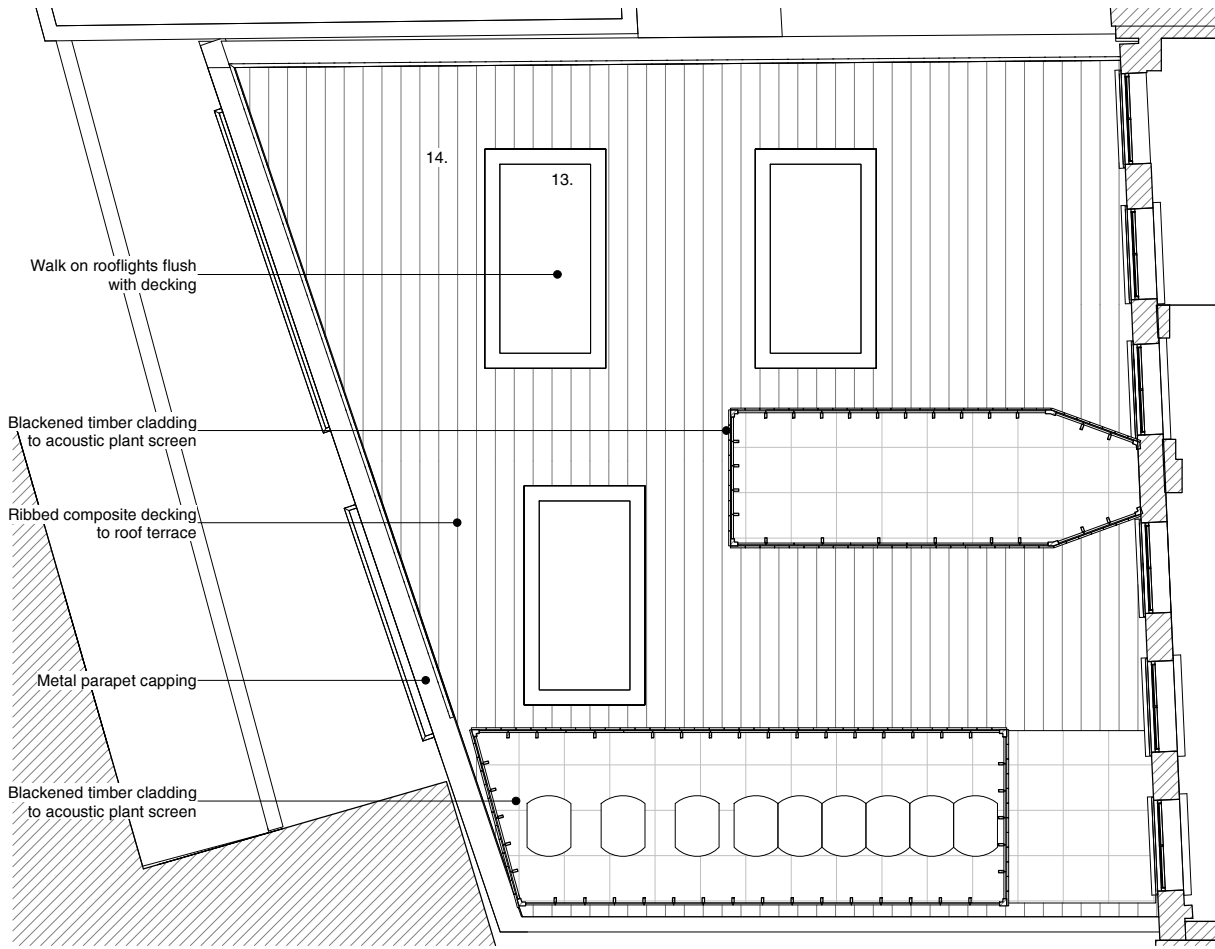 14.
13.
Walk on rooflights flush
with decking
Blackened timber cladding
to acoustic plant screen
Ribbed composite decking
to roof terrace
Metal parapet capping
Blackened timber cladding
to acoustic plant screen